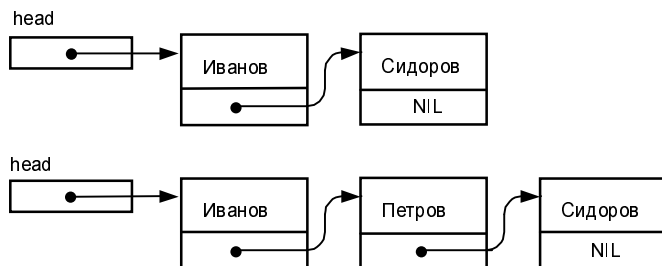 head
Иванов
Сидоров
NIL
head
Иванов
Петров
Сидоров
NIL